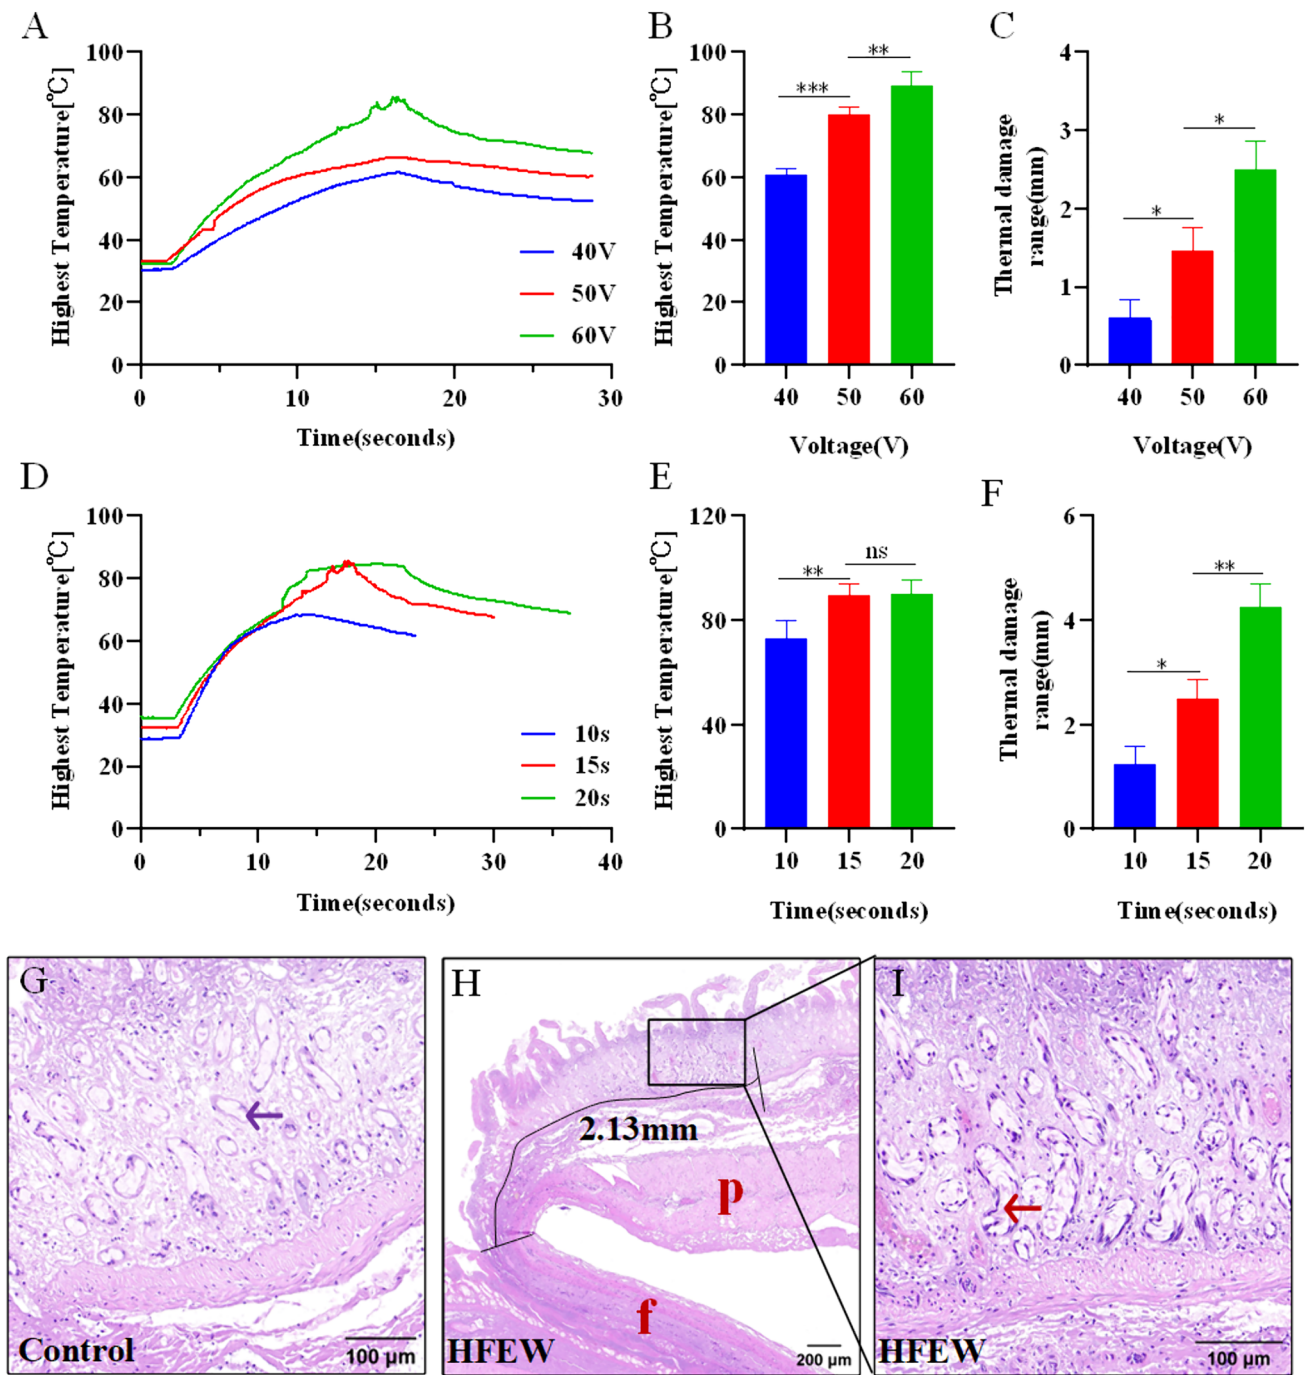 A
Highest Temperature[℃]
100
80
60
40
20
0
0 10 20 30
Time(seconds)
40V
50V
60V
B
Highest Temperature[℃]
100
80
60
40
20
0
***
**
40 50 60
Voltage(V)
C
Thermal damage
range(mm)
4
3
2
1
0
*
*
40 50 60
Voltage(V)
D
Highest Temperature[℃]
100
80
60
40
20
0
0 10 20 30 40
Time(seconds)
10s
15s
20s
E
Highest Temperature[℃]
120
80
40
0
**
ns
10 15 20
Time(seconds)
F
Thermal damage
range(mm)
6
4
2
0
*
**
10 15 20
Time(seconds)
G
Control
100 μm
H
2.13mm
p
f
HFEW
200 μm
I
HFEW
100 μm